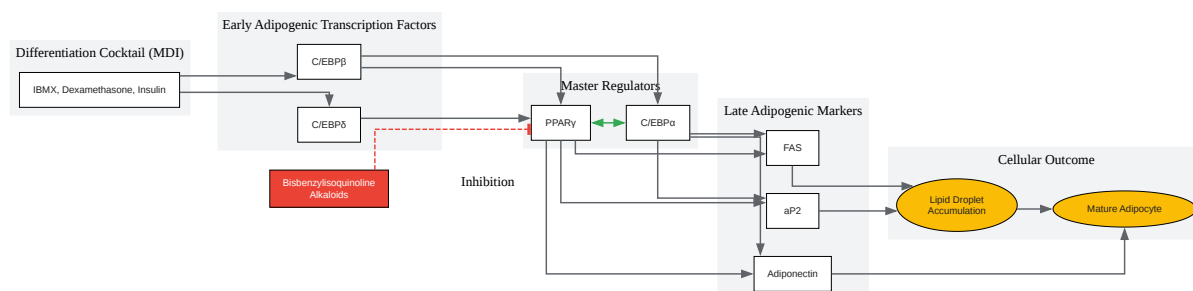 Early Adipogenic Transcription Factors
Differentiation Cocktail (MDI)
IBMX, Dexamethasone, Insulin
C/EBPβ
C/EBPδ
Bisbenzylisoquinoline
Alkaloids
Inhibition
Master Regulators
PPARγ
C/EBPα
Late Adipogenic Markers
FAS
aP2
Adiponectin
Cellular Outcome
Lipid Droplet
Accumulation
Mature Adipocyte